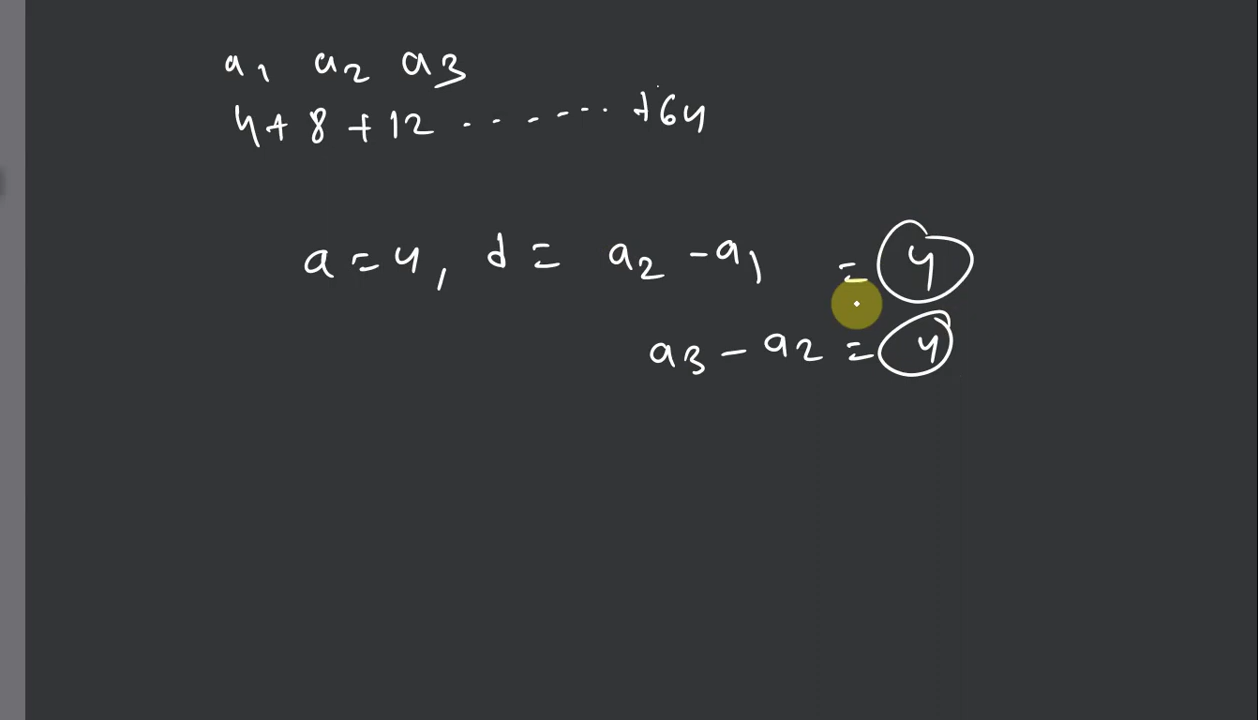 a1 a2 a3
4+ 8 + 12 ....... +64
a = 4, d = a2 - a1 = 4
a3 - a2 = 4